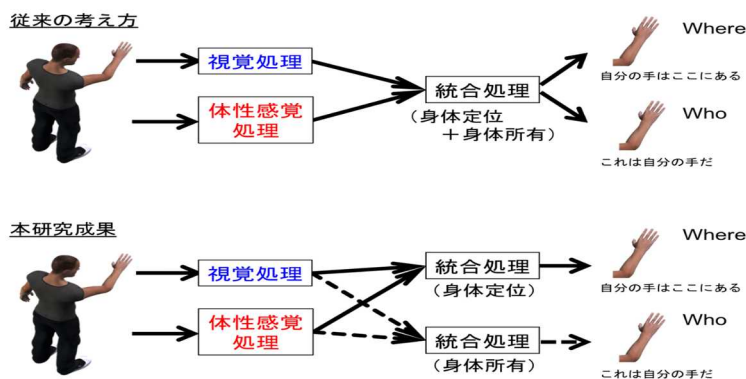 従来の考え方
視覚処理
体性感覚
処理
統合処理
(身体定位
+身体所有)
Where
自分の手はここにある
Who
これは自分の手だ
本研究成果
視覚処理
体性感覚
処理
統合処理
(身体定位)
統合処理
(身体所有)
Where
自分の手はここにある
Who
これは自分の手だ